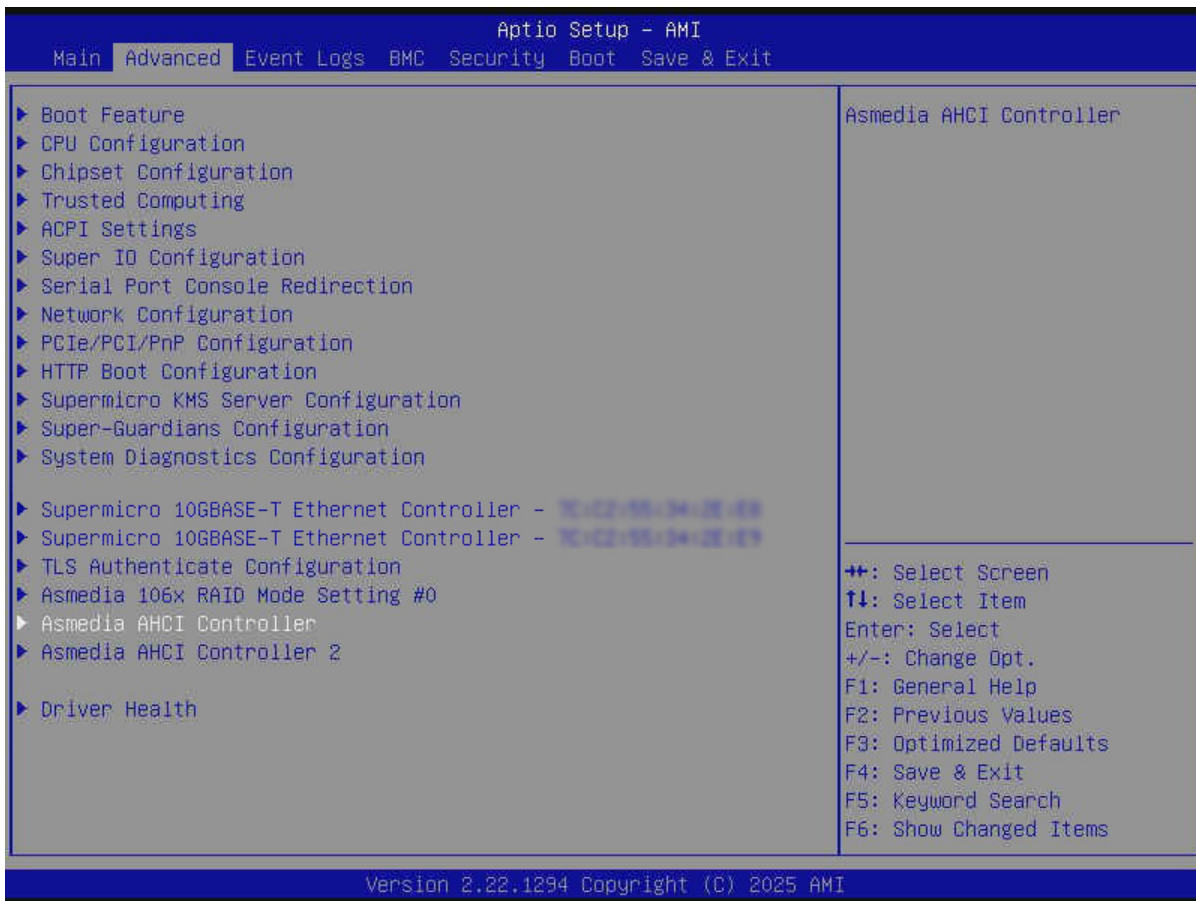 Aptio Setup – AMI
Main Advanced Event Logs BMC Security Boot Save & Exit
▶ Boot Feature
▶ CPU Configuration
▶ Chipset Configuration
▶ Trusted Computing
▶ ACPI Settings
▶ Super IO Configuration
▶ Serial Port Console Redirection
▶ Network Configuration
▶ PCIe/PCI/PnP Configuration
▶ HTTP Boot Configuration
▶ Supermicro KMS Server Configuration
▶ Super-Guardians Configuration
▶ System Diagnostics Configuration
▶ Supermicro 10GBASE-T Ethernet Controller –
▶ Supermicro 10GBASE-T Ethernet Controller –
▶ TLS Authenticate Configuration
▶ Asmedia 106x RAID Mode Setting #0
▶ Asmedia AHCI Controller
▶ Asmedia AHCI Controller 2
▶ Driver Health
Asmedia AHCI Controller
→←: Select Screen
↑↓: Select Item
Enter: Select
+/-: Change Opt.
F1: General Help
F2: Previous Values
F3: Optimized Defaults
F4: Save & Exit
F5: Keyword Search
F6: Show Changed Items
Version 2.22.1294 Copyright (C) 2025 AMI